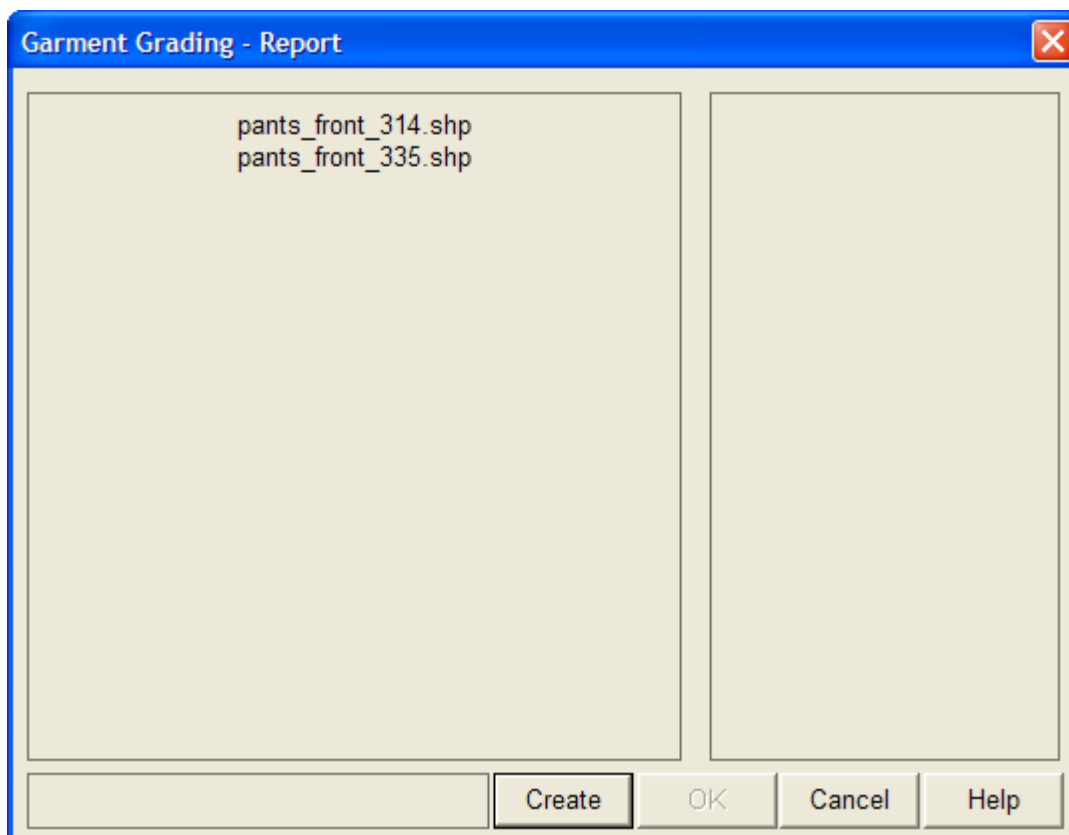 Garment Grading - Report
pants_front_314.shp
pants_front_335.shp
Create
OK
Cancel
Help